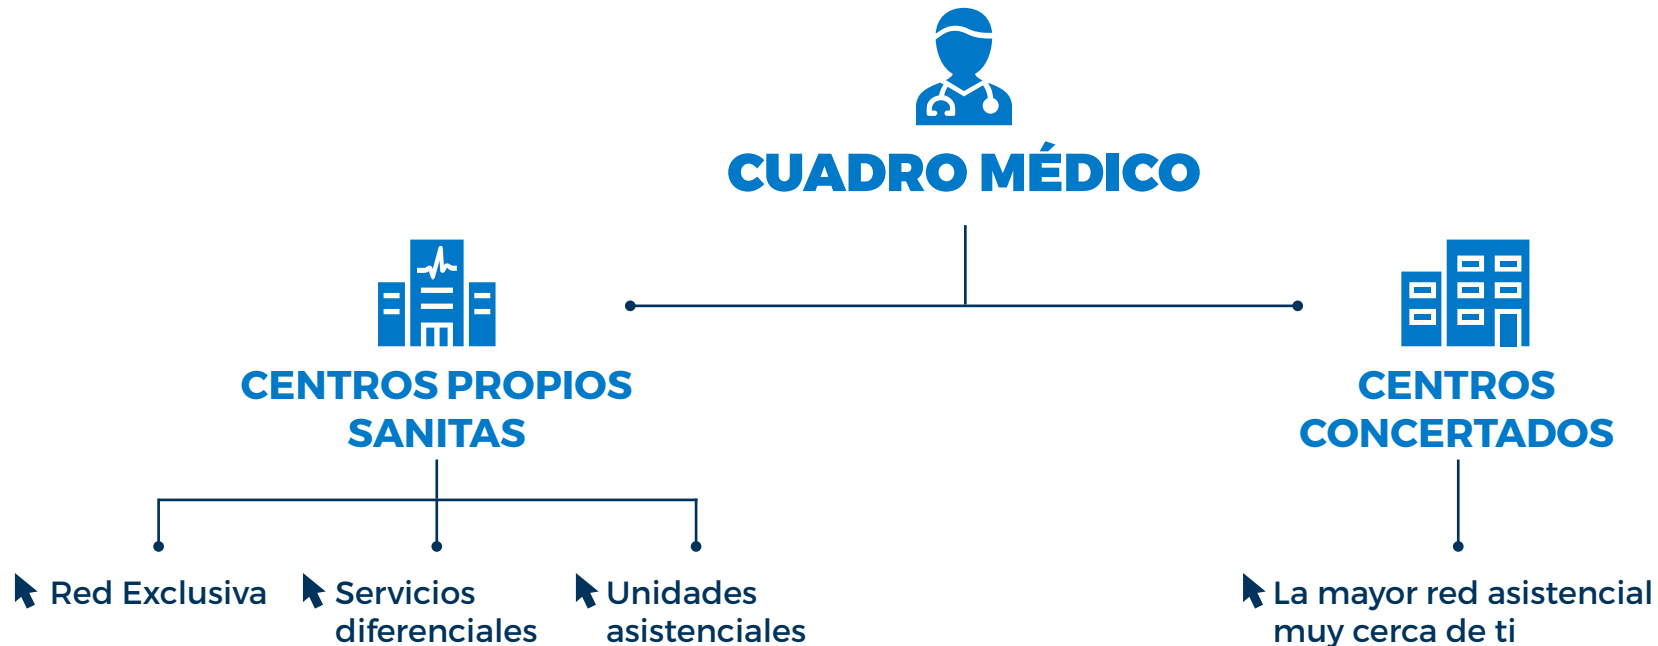 CUADRO MÉDICO
CENTROS PROPIOS
SANITAS
CENTROS
CONCERTADOS
Red Exclusiva
Servicios
diferenciales
Unidades
asistenciales
La mayor red asistencial
muy cerca de ti